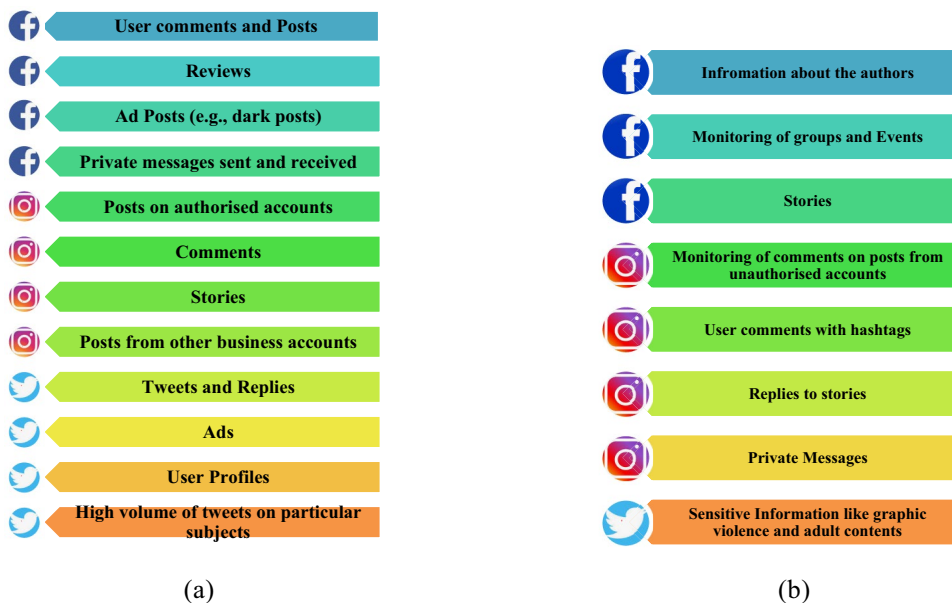 User comments and Posts
Reviews
Ad Posts (e.g., dark posts)
Private messages sent and received
Posts on authorised accounts
Comments
Stories
Posts from other business accounts
Tweets and Replies
Ads
User Profiles
High volume of tweets on particular
subjects
(a)
Infromation about the authors
Monitoring of groups and Events
Stories
Monitoring of comments on posts from
unauthorised accounts
User comments with hashtags
Replies to stories
Private Messages
Sensitive Information like graphic
violence and adult contents
(b)